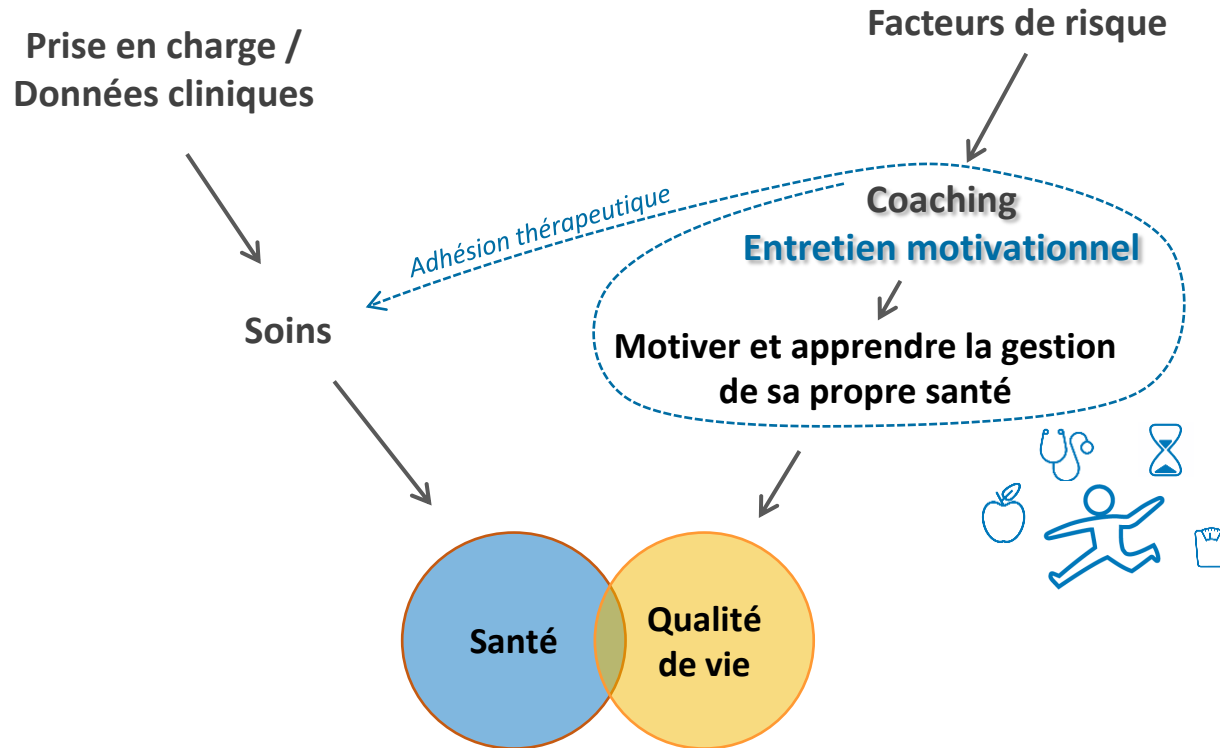 Prise en charge /
Données cliniques
Facteurs de risque
Adhésion thérapeutique
Coaching
Entretien motivationnel
Soins
Motiver et apprendre la gestion
de sa propre santé
Santé
Qualité
de vie